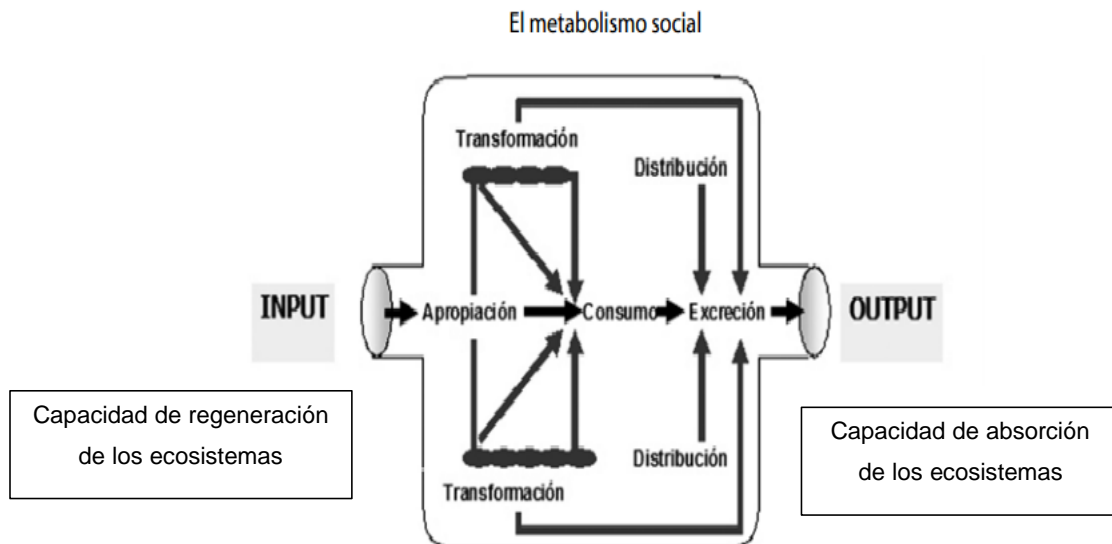 El metabolismo social
Transformación
Distribución
INPUT
Apropiación
Consumo
Excreción
OUTPUT
Capacidad de regeneración
de los ecosistemas
Capacidad de absorción
de los ecosistemas
Distribución
Transformación